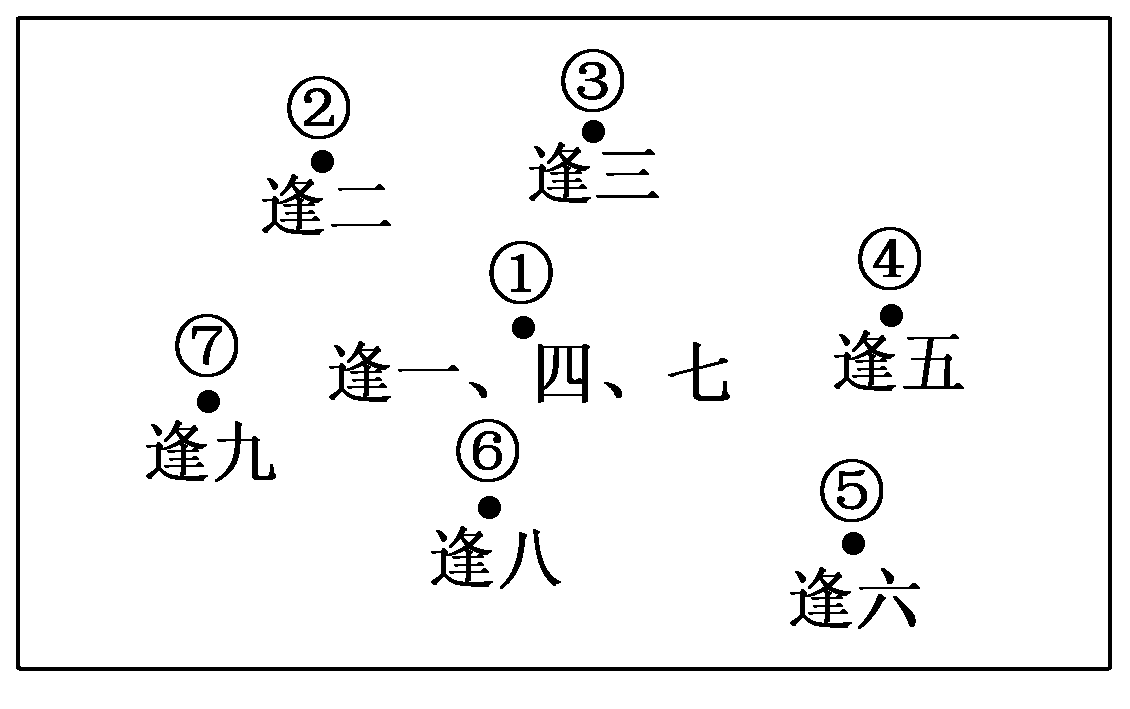 ③
②
逢三
逢二
①
④
⑦
逢一、四、七
逢五
逢九
⑥
⑤
逢八
逢六